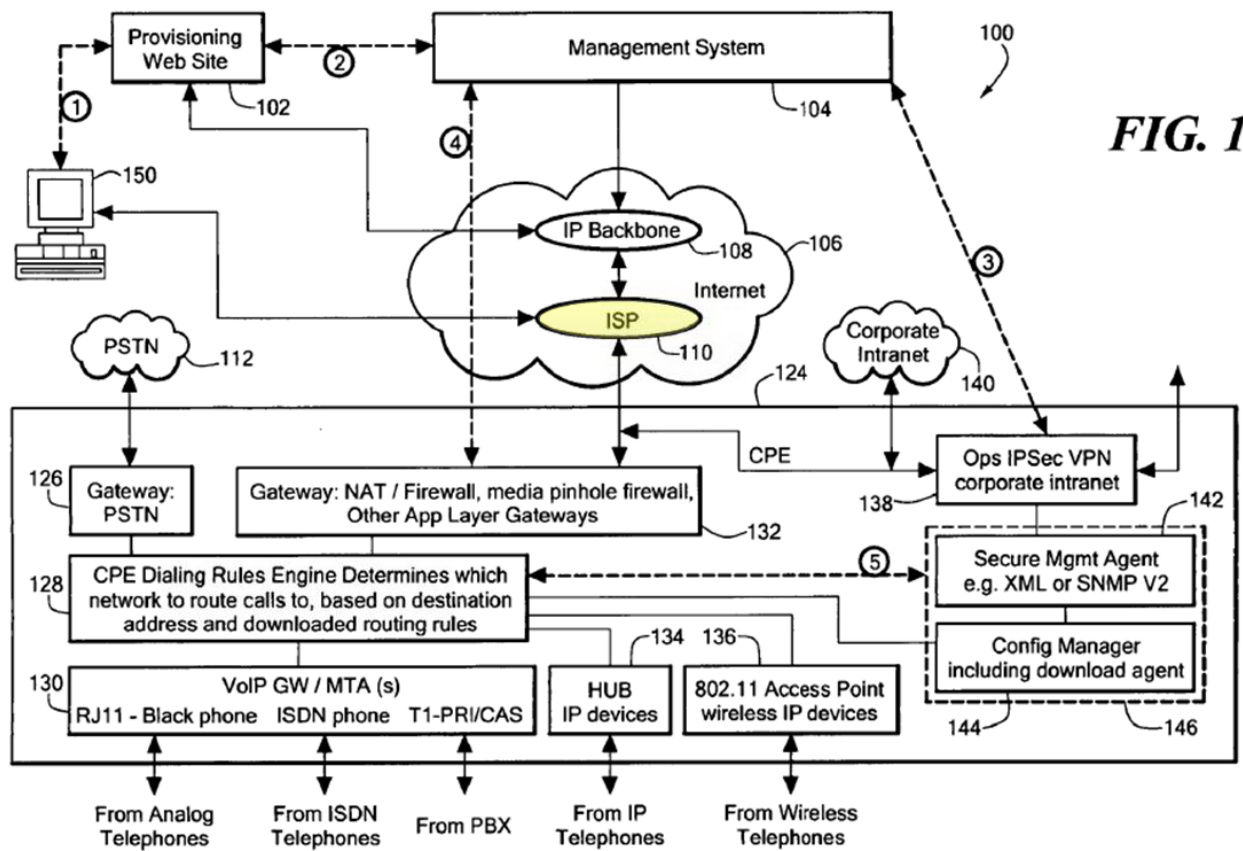 Provisioning
Web Site
102
2
Management System
104
100
FIG. 1
1
150
4
IP Backbone
108
106
Internet
3
ISP
110
PSTN
112
Corporate
Intranet
140
124
CPE
126
Gateway:
PSTN
Gateway: NAT / Firewall, media pinhole firewall,
Other App Layer Gateways
132
Ops IPSec VPN
corporate intranet
138
142
128
CPE Dialing Rules Engine Determines which
network to route calls to, based on destination
address and downloaded routing rules
5
Secure Mgmt Agent
e.g. XML or SNMP V2
Config Manager
including download agent
144
146
130
VoIP GW / MTA (s)
RJ11 - Black phone ISDN phone T1-PRI/CAS
134
HUB
IP devices
136
802.11 Access Point
wireless IP devices
From Analog
Telephones
From ISDN
Telephones
From PBX
From IP
Telephones
From Wireless
Telephones